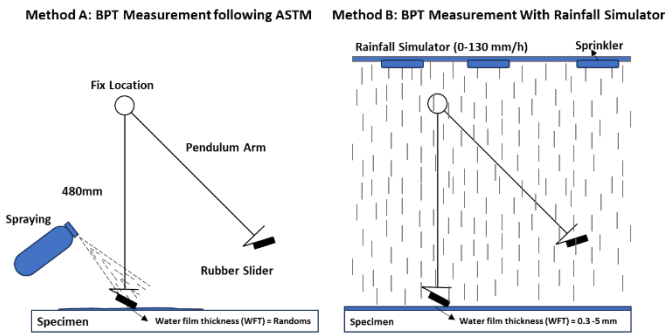 Method A: BPT Measurement following ASTM
Method B: BPT Measurement With Rainfall Simulator
Rainfall Simulator (0-130 mm/h)
Sprinkler
Fix Location
Pendulum Arm
480mm
Spraying
Rubber Slider
Specimen
Water film thickness (WFT) = Randoms
Specimen
Water film thickness (WFT) = 0.3 -5 mm